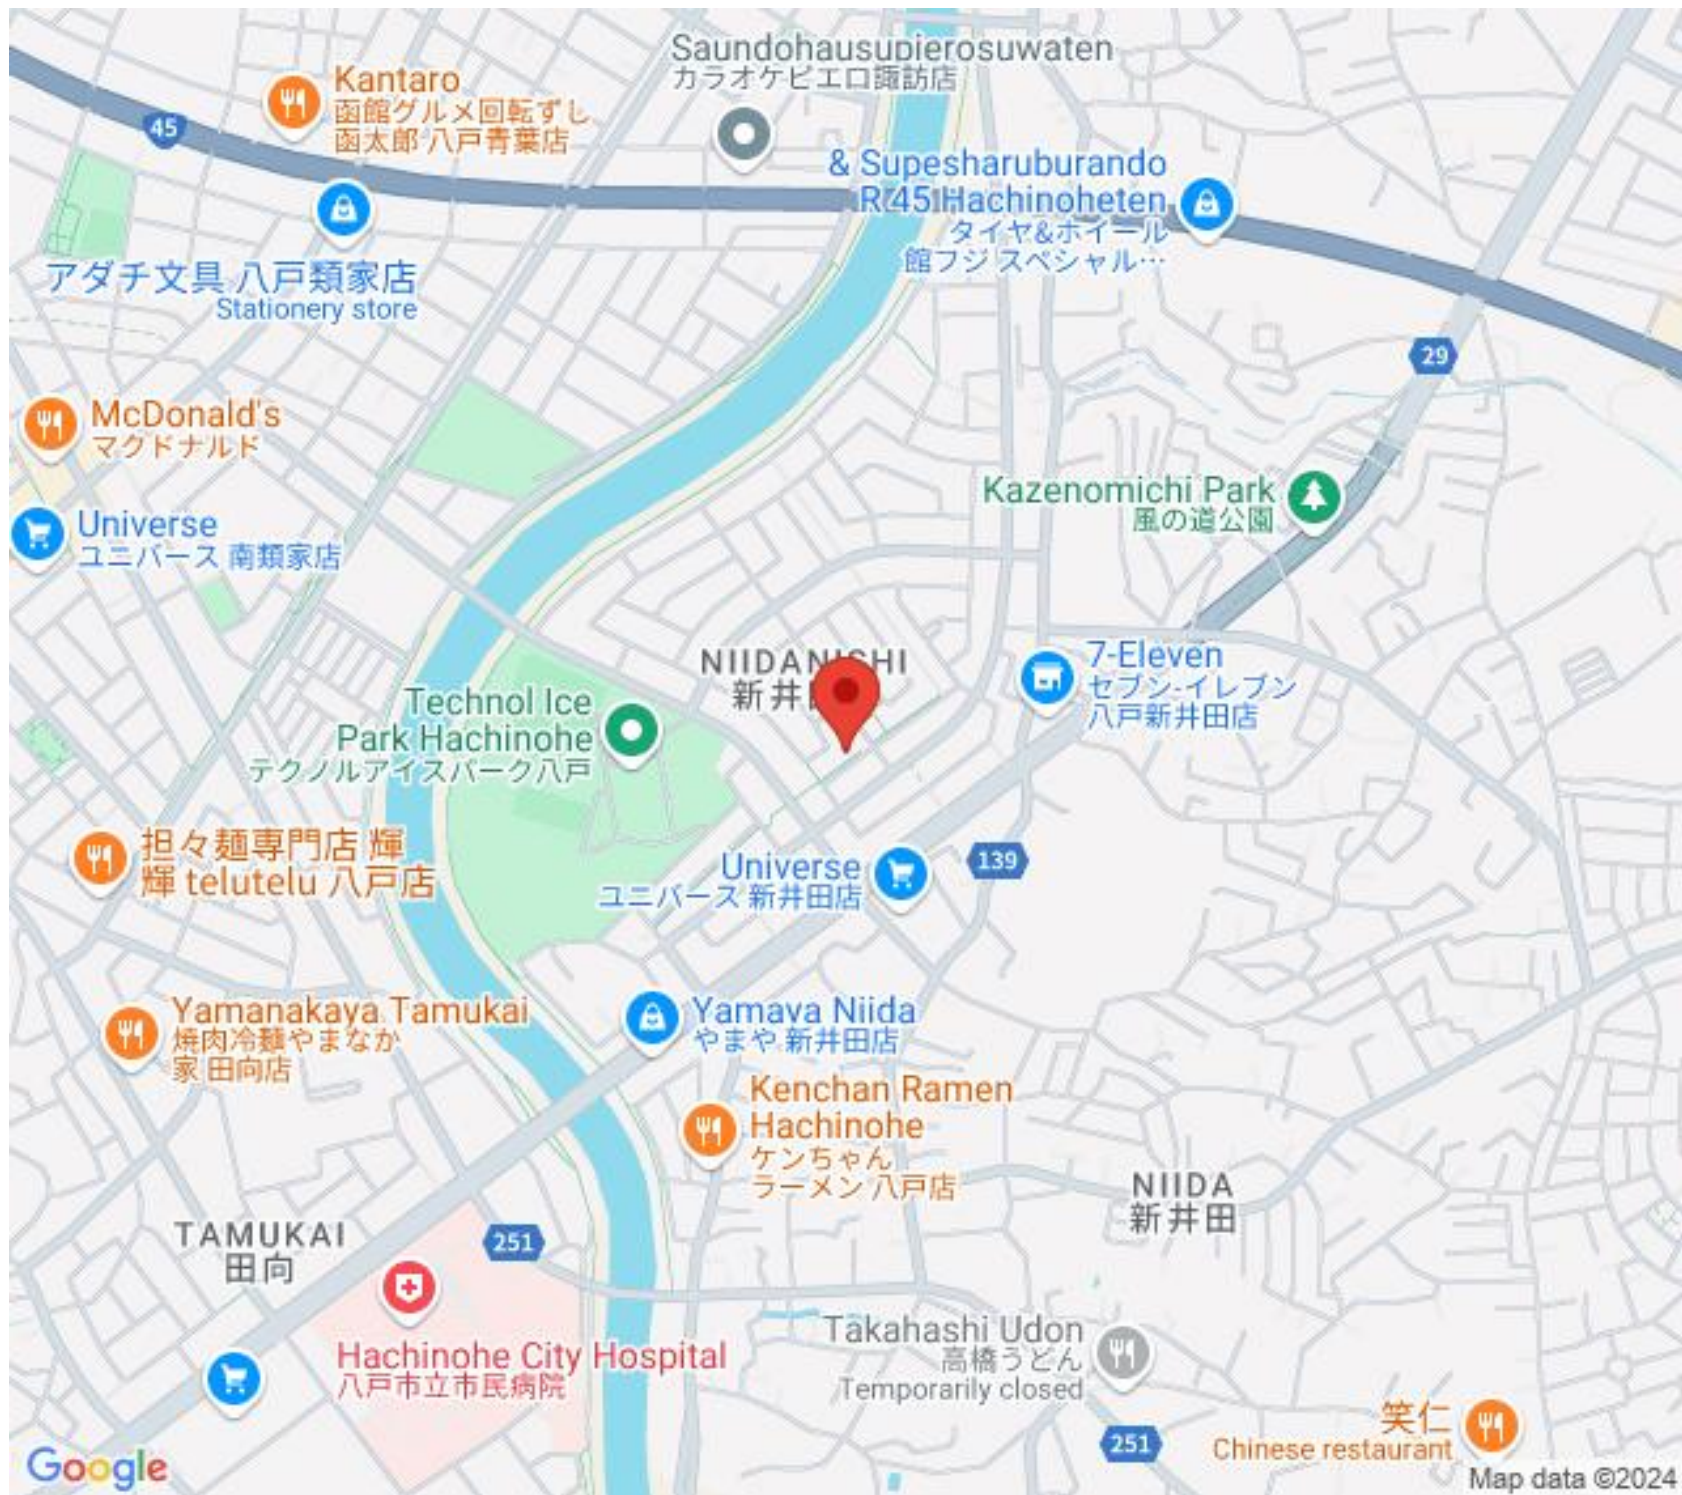 Saundohausupierosuwaten
カラオケピエロ諏訪店
Kantaro
函館グルメ回転ずし
函太郎 八戸青葉店
45
& Supesharuburando
R 45 Hachinoheten
タイヤ&ホイール
館フジ スペシャル…
アダチ文具 八戸類家店
Stationery store
29
McDonald's
マクドナルド
Kazenomichi Park
風の道公園
Universe
ユニバース 南類家店
NIIDANISHI
新井
7-Eleven
セブン-イレブン
八戸新井田店
Technol Ice
Park Hachinohe
テクノルアイスパーク八戸
担々麺専門店 輝
輝 telutelu 八戸店
Universe
ユニバース 新井田店
139
Yamanakaya Tamukai
焼肉冷麺やまなか
家 田向店
Yamaya Niida
やまや 新井田店
Kenchan Ramen
Hachinohe
ケンちゃん
ラーメン 八戸店
NIIDA
新井田
TAMUKAI
田向
251
Hachinohe City Hospital
八戸市立市民病院
Takahashi Udon
高橋うどん
Temporarily closed
251
笑仁
Chinese restaurant
Google
Map data ©2024